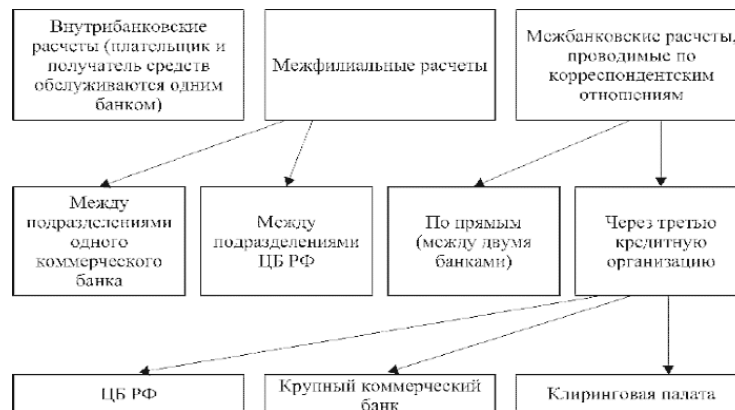 Внутрибанковские
расчеты (плательщик и
получатель средств
обслуживаются одним
банком)
Межфилиальные расчеты
Межбанковские расчеты,
проводимые по
корреспондентским
отношениям
Между
подразделениями
одного
коммерческого
банка
Между
подразделениями
ЦБ РФ
По прямым
(между двумя
банками)
Через третью
кредитную
организацию
ЦБ РФ
Крупный коммерческий
банк
Клиринговая палата